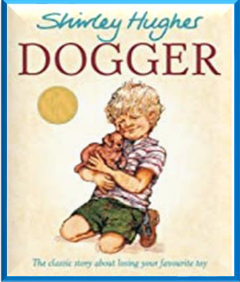 Shirley Hughes
DOGGER
The classic story about losing your favourite toy